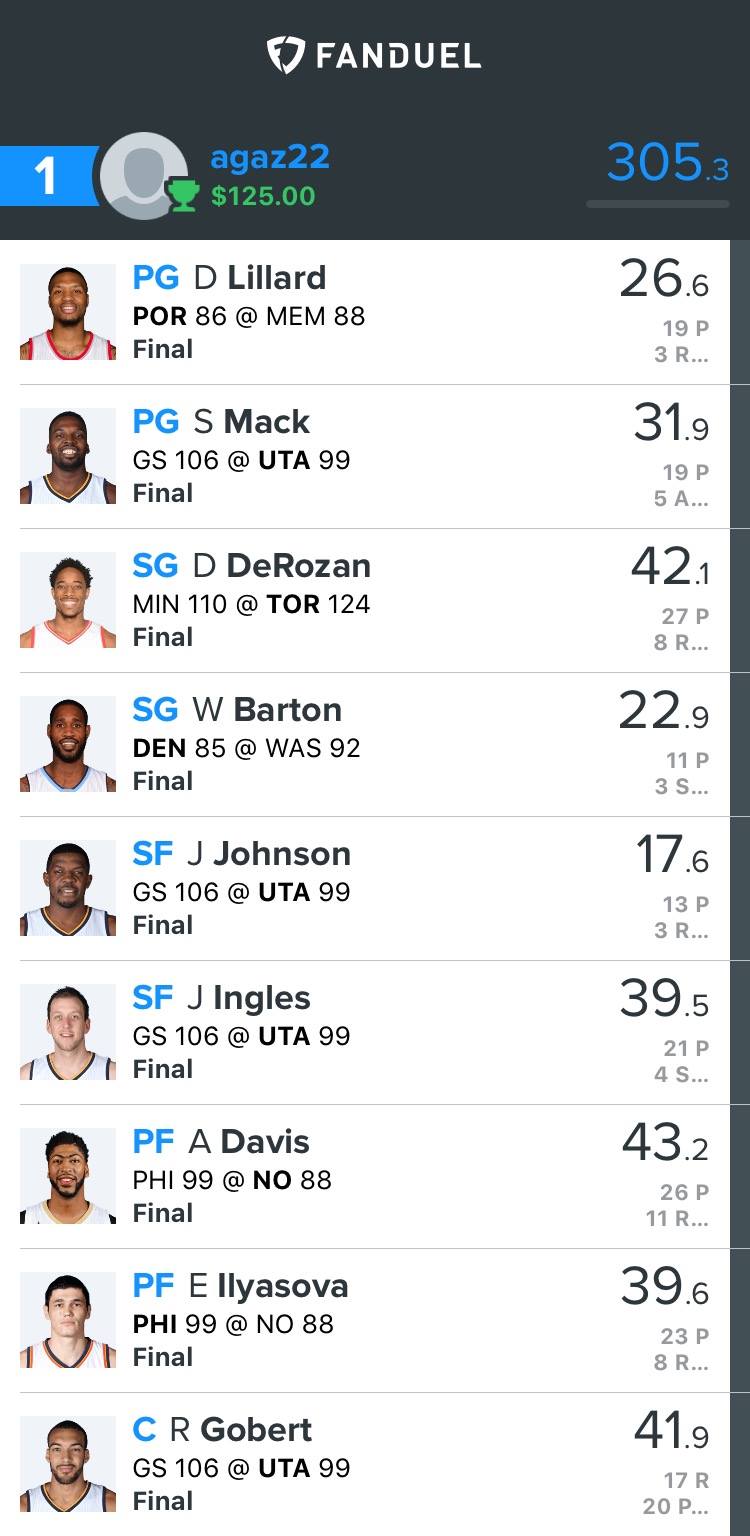 FANDUEL
1
agaz22
305.3
$125.00
PG D Lillard
26.6
POR 86 @ MEM 88
19 P
Final
3 R...
PG S Mack
31.9
GS 106 @ UTA 99
19 P
Final
5 A...
SG D DeRozan
42.1
MIN 110 @ TOR 124
27 P
Final
8 R...
SG W Barton
22.9
DEN 85 @ WAS 92
11 P
Final
3 S...
SF J Johnson
17.6
GS 106 @ UTA 99
13 P
Final
3 R...
SF J Ingles
39.5
GS 106 @ UTA 99
21 P
Final
4 S...
PF A Davis
43.2
PHI 99 @ NO 88
26 P
Final
11 R...
PF E Ilyasova
39.6
PHI 99 @ NO 88
23 P
Final
8 R...
C R Gobert
41.9
GS 106 @ UTA 99
17 R
Final
20 P...